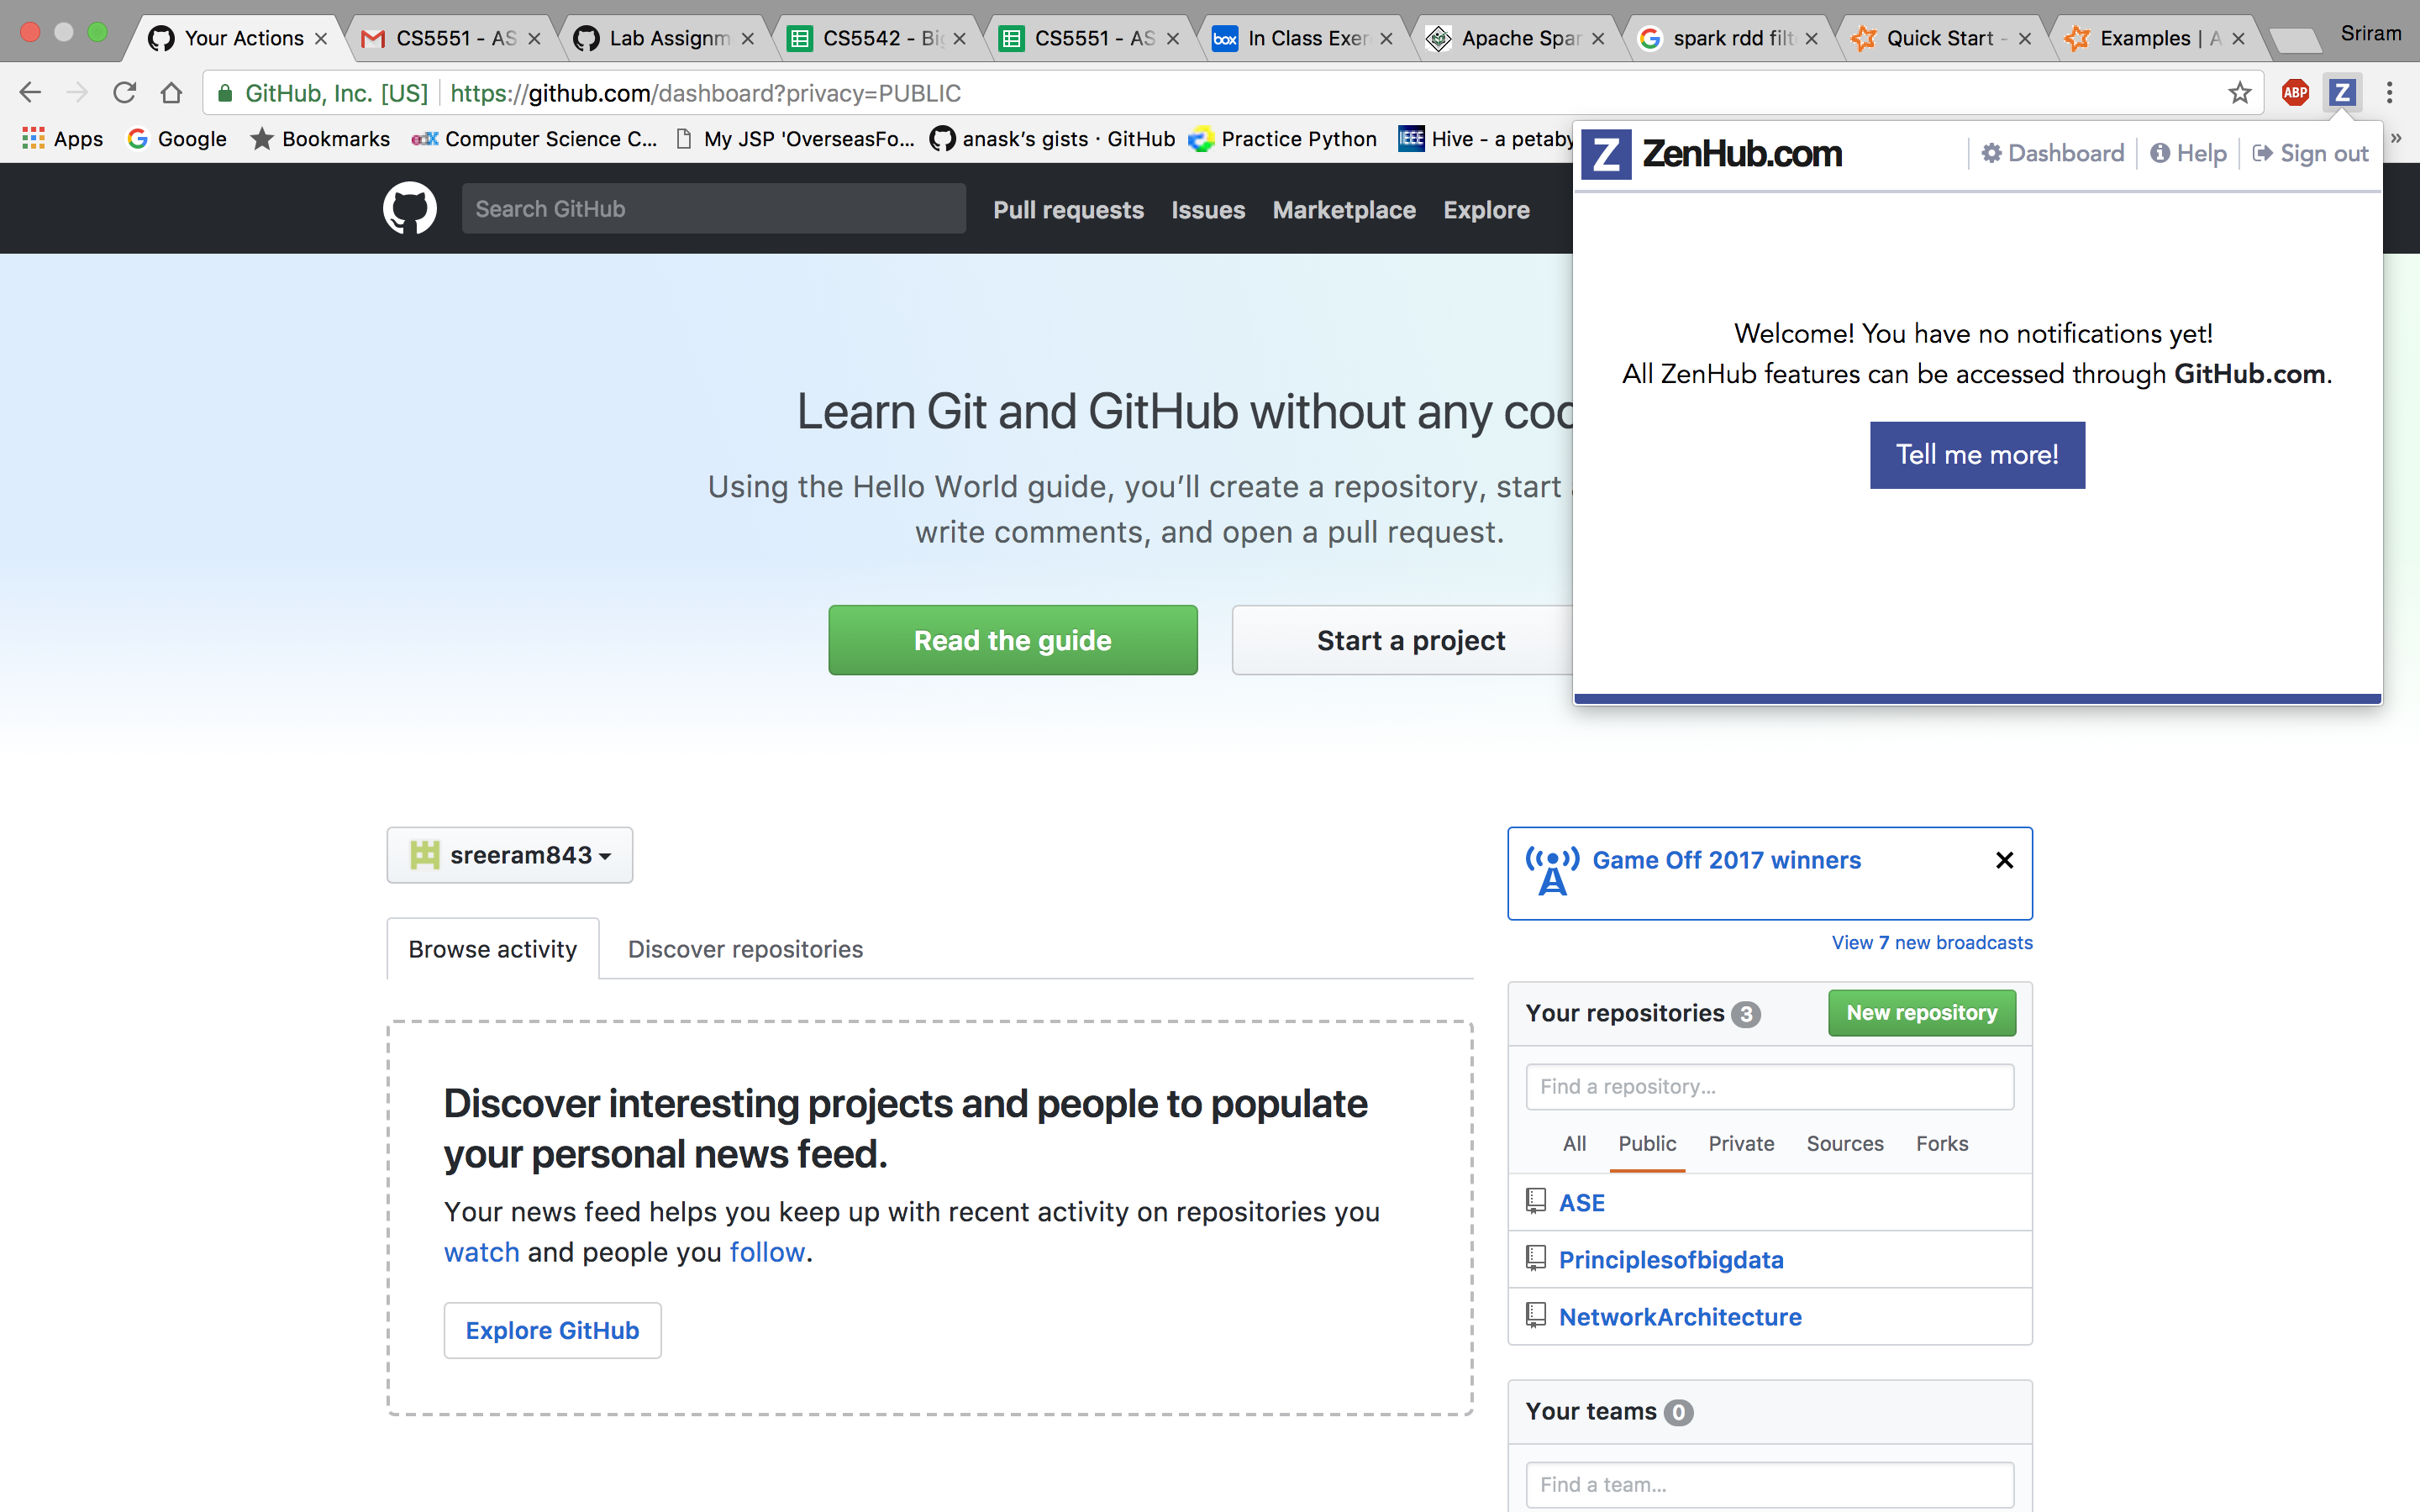 Your Actions
CS5551 - AS
Lab Assignm
CS5542 - Big
CS5551 - AS
box In Class Exer
Apache Spar
spark rdd filt
Quick Start -
Examples | A
Sriram
GitHub, Inc. [US] https://github.com/dashboard?privacy=PUBLIC
ABP
Z
Apps
Google
Bookmarks
edX Computer Science C...
My JSP 'OverseasFo...
anask's gists · GitHub
Practice Python
IEEE Hive - a petaby
»
Z ZenHub.com
Dashboard
Help
Sign out
Search GitHub
Pull requests
Issues
Marketplace
Explore
Welcome! You have no notifications yet!
All ZenHub features can be accessed through GitHub.com.
Tell me more!
Learn Git and GitHub without any coc
Using the Hello World guide, you'll create a repository, start
write comments, and open a pull request.
Read the guide
Start a project
sreeram843
Browse activity
Discover repositories
Discover interesting projects and people to populate
your personal news feed.
Your news feed helps you keep up with recent activity on repositories you
watch and people you follow.
Explore GitHub
Game Off 2017 winners
View 7 new broadcasts
Your repositories 3
New repository
Find a repository...
All
Public
Private
Sources
Forks
ASE
Principlesofbigdata
NetworkArchitecture
Your teams 0
Find a team...